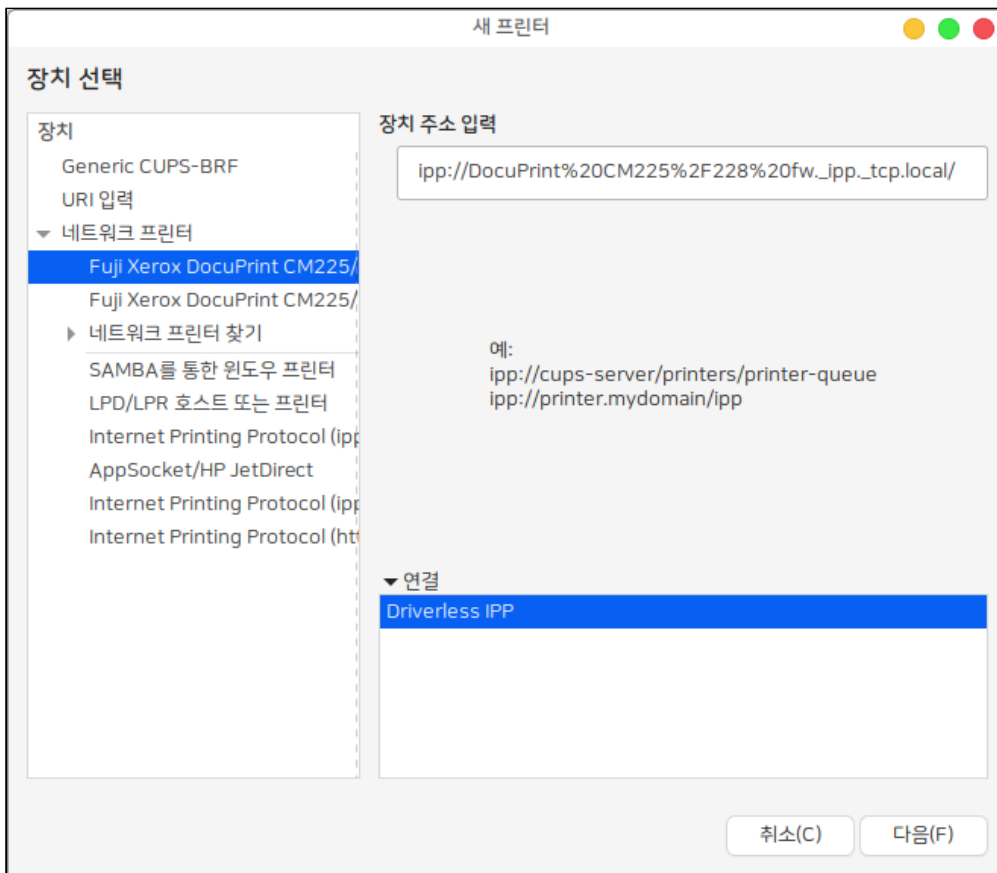 새 프린터
장치 선택
장치
Generic CUPS-BRF
URI 입력
네트워크 프린터
Fuji Xerox DocuPrint CM225/
Fuji Xerox DocuPrint CM225/
네트워크 프린터 찾기
SAMBA를 통한 윈도우 프린터
LPD/LPR 호스트 또는 프린터
Internet Printing Protocol (ipp
AppSocket/HP JetDirect
Internet Printing Protocol (ipp
Internet Printing Protocol (htt
장치 주소 입력
ipp://DocuPrint%20CM225%2F228%20fw._ipp._tcp.local/
예:
ipp://cups-server/printers/printer-queue
ipp://printer.mydomain/ipp
연결
Driverless IPP
취소(C)
다음(F)